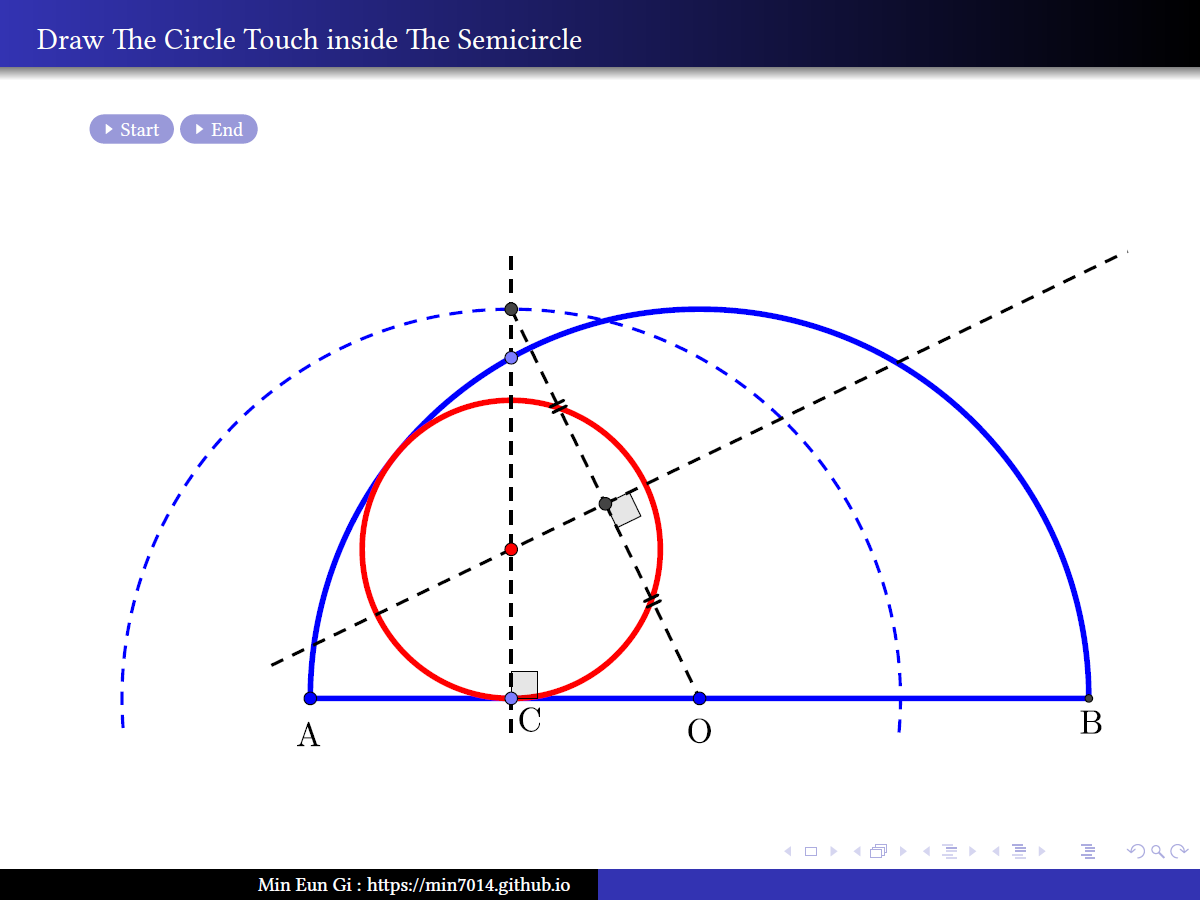 Draw The Circle Touch inside The Semicircle
Start End
A
C
O
B
Min Eun Gi : https://min7014.github.io